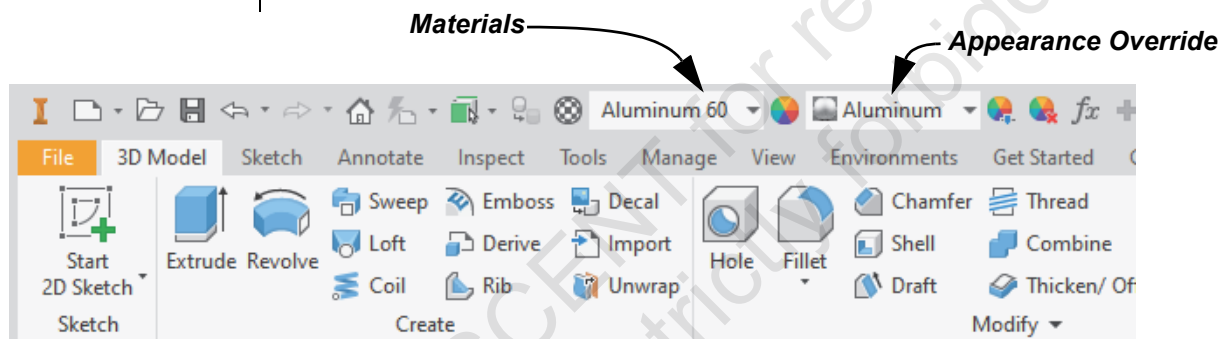 Materials
Appearance Override
Aluminum 60 Aluminum fx
File 3D Model Sketch Annotate Inspect Tools Manage View Environments Get Started
Sweep Emboss Decal Chamfer Thread
Loft Derive Import Shell Combine
Start
2D Sketch Extrude Revolve Hole Fillet
Coil Rib Unwrap Draft Thicken/ Off
Sketch Create Modify